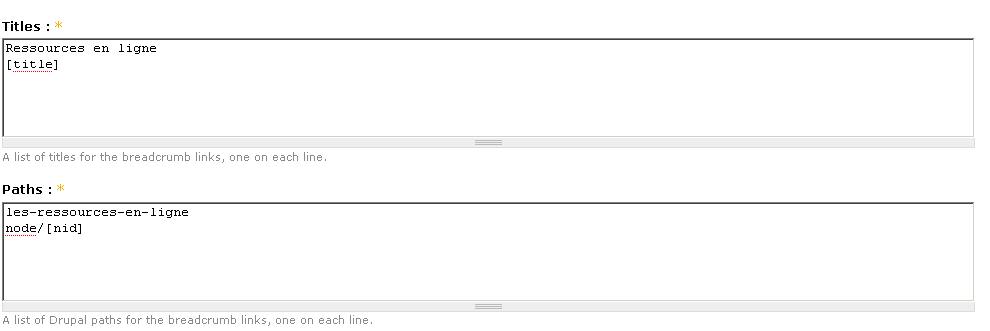 Titles : *
Ressources en ligne
[title]
A list of titles for the breadcrumb links, one on each line.
Paths : *
les-ressources-en-ligne
node/[nid]
A list of Drupal paths for the breadcrumb links, one on each line.